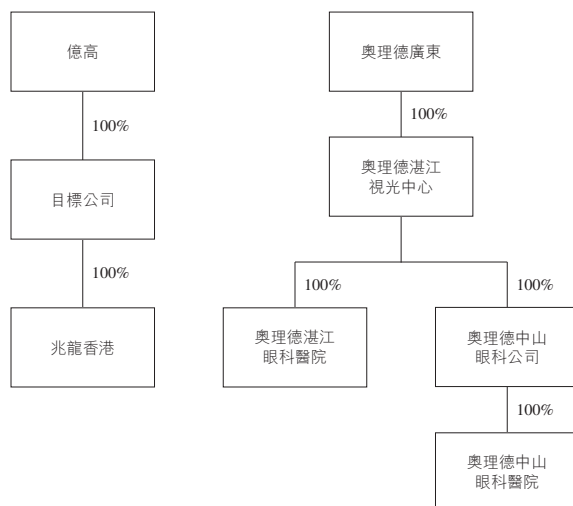 億高
100%
目標公司
100%
兆龍香港
奧理德廣東
100%
奧理德湛江
視光中心
100%
奧理德湛江
眼科醫院
100%
奧理德中山
眼科公司
100%
奧理德中山
眼科醫院